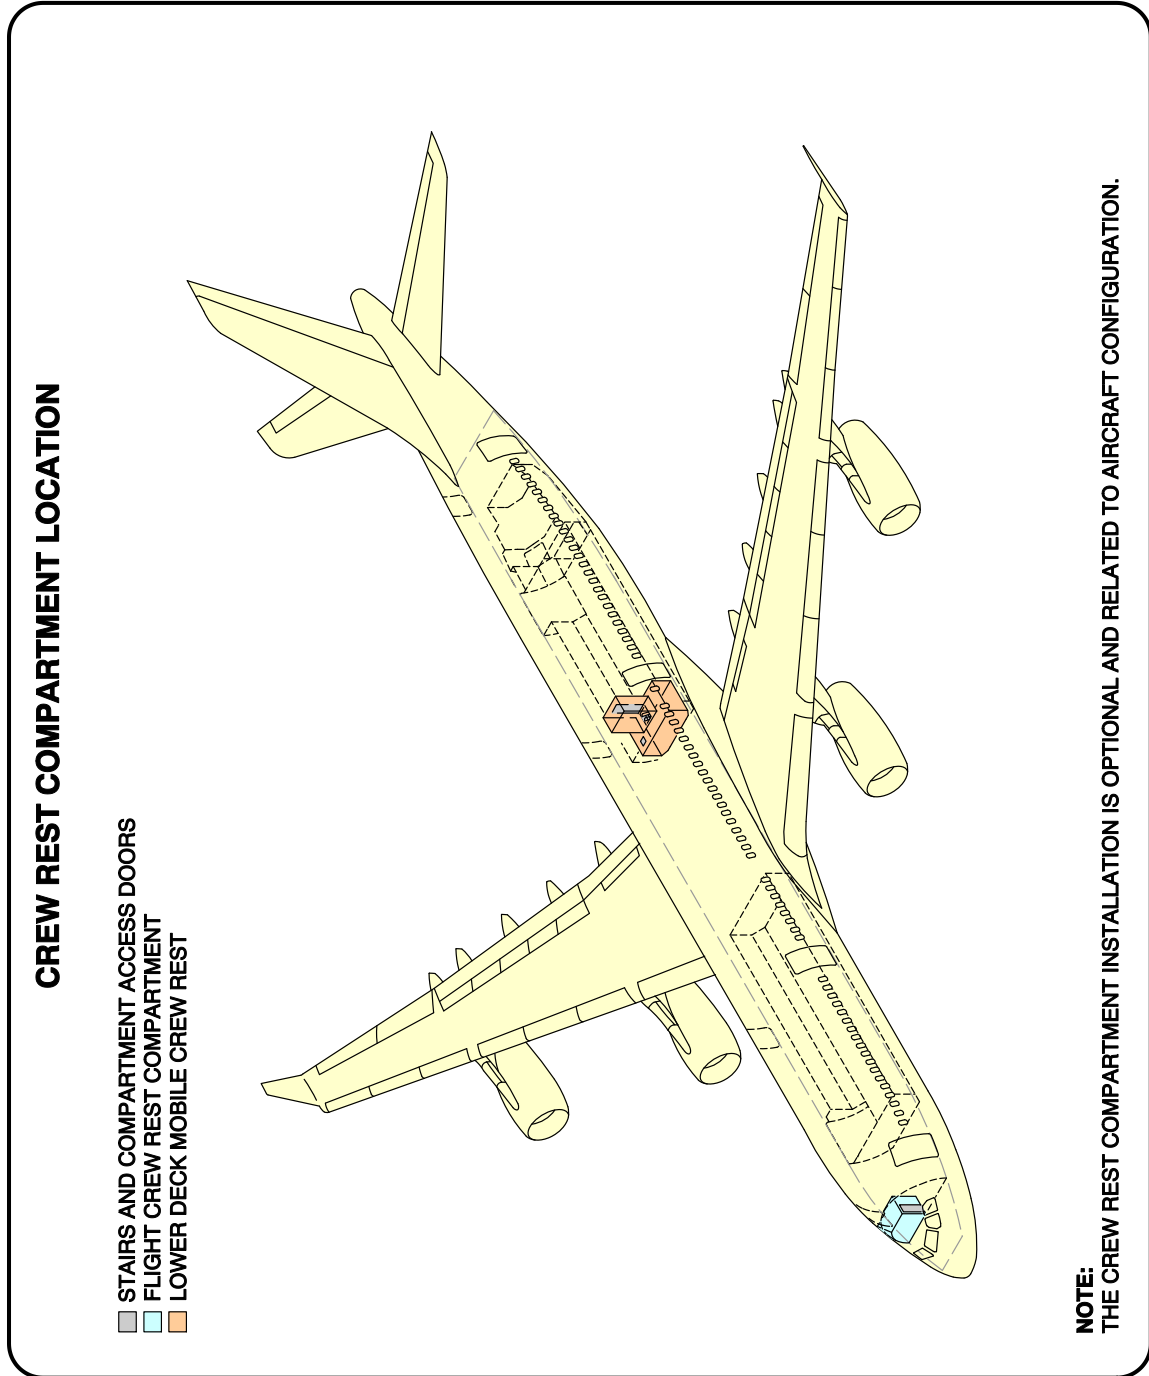 CREW REST COMPARTMENT LOCATION
STAIRS AND COMPARTMENT ACCESS DOORS
FLIGHT CREW REST COMPARTMENT
LOWER DECK MOBILE CREW REST
NOTE:
THE CREW REST COMPARTMENT INSTALLATION IS OPTIONAL AND RELATED TO AIRCRAFT CONFIGURATION.